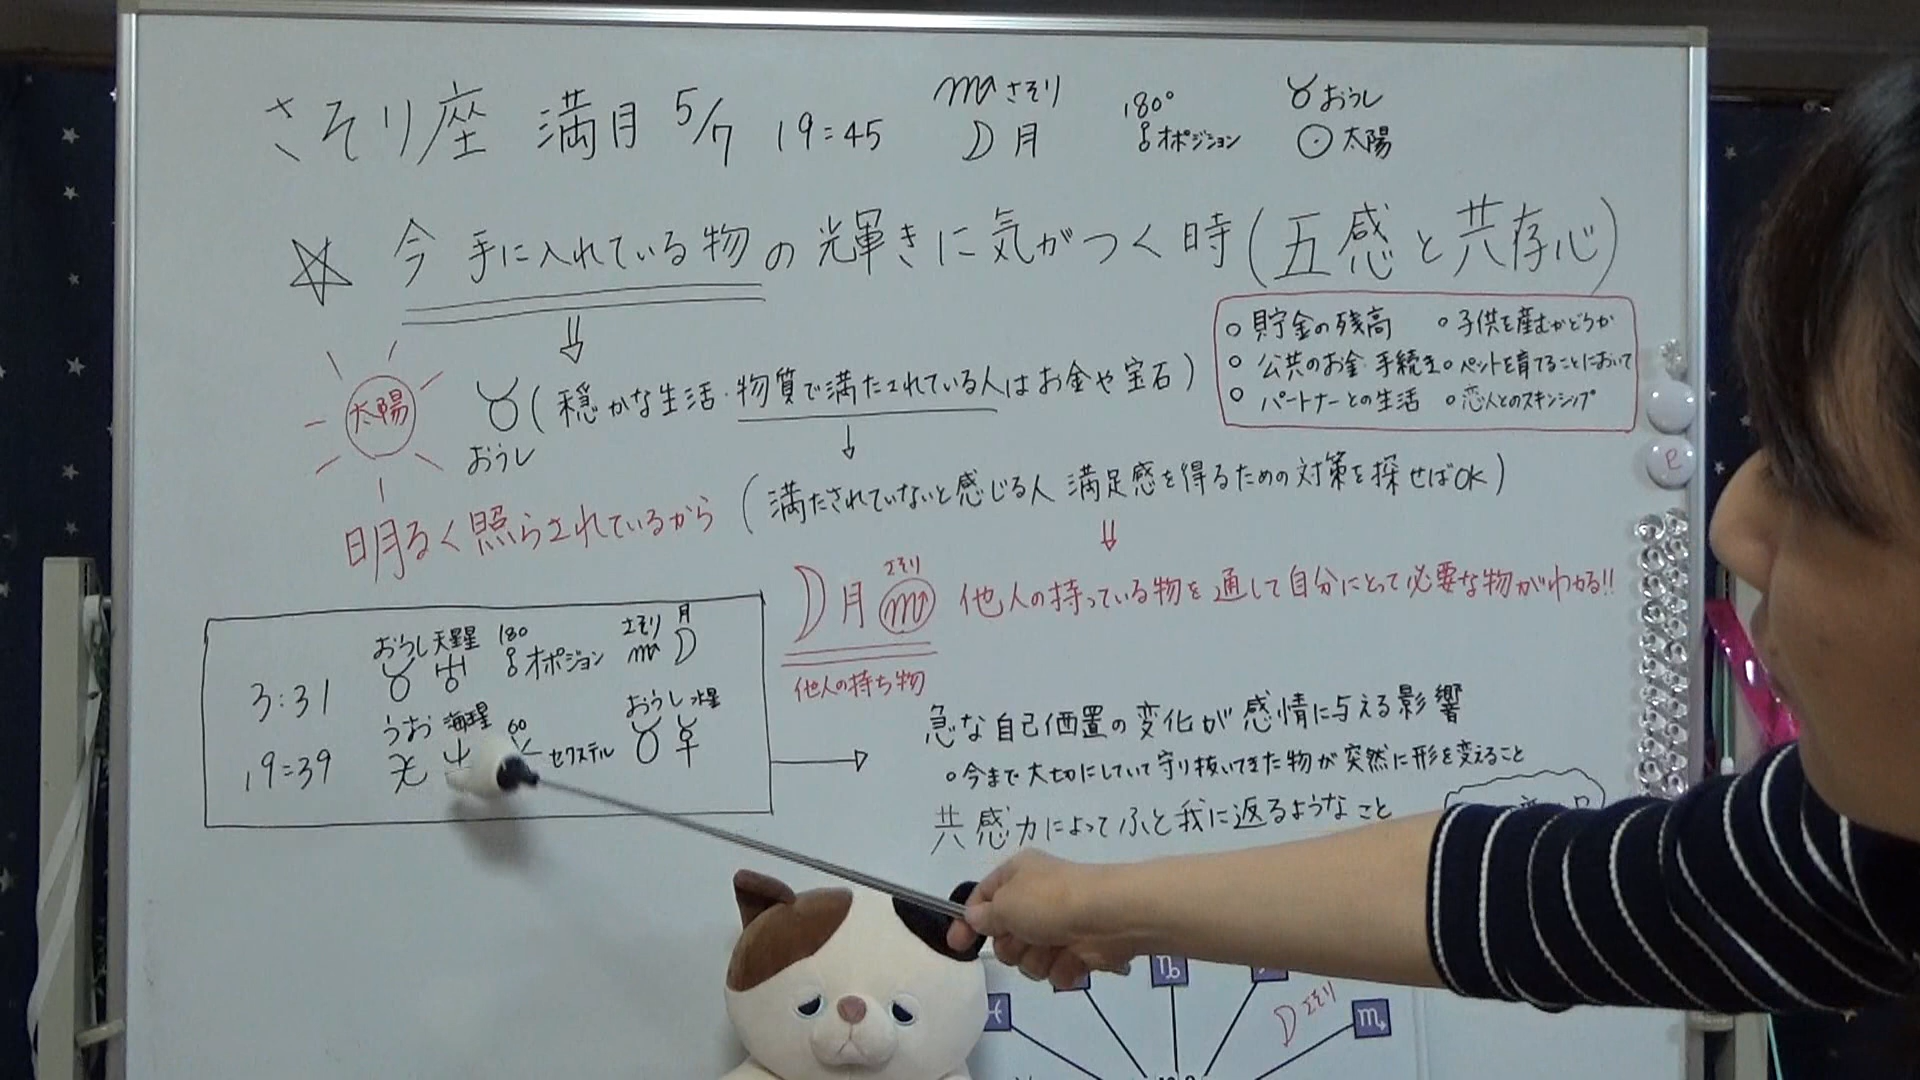 さそり座 満月 5/7 19:45
♏さそり
☽月
180°
☍オポジション
♉おうし
☉太陽
☆今手に入れている物の輝きに気がつく時(五感と共存心)
○貯金の残高 ○子供を産むかどうか
○公共のお金・手続き ○ペットを育てることにおいて
○パートナーとの生活 ○恋人とのスキンシップ
⇓
太陽
♉(穏かな生活・物質で満たされている人はお金や宝石)
おうし
↓
明るく照らされているから
(満たされていないと感じる人 満足感を得るための対策を探せばOK)
⇓
さそり
☽月♏ 他人の持っている物を通して自分にとって必要な物がわかる!!
他人の持ち物
おうし 天王星 180 さそり 月
3:31 ♉ ♅ ☍オポジション ♏ ☽
うお 海王星 60 おうし 水星
19:39 ♓ ♆ セクステル ♉ ☿
→
急な自己価置の変化が感情に与える影響
○今まで大切にしていて守り抜いてきた物が突然に形を変えること
共感力によってふと我に返るようなこと
P
☽さそり
♓ ♑ ♏